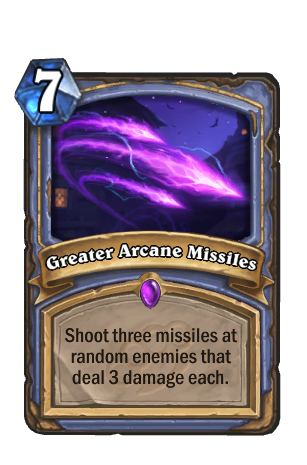 7
Greater Arcane Missiles
Shoot three missiles at
random enemies that
deal 3 damage each.